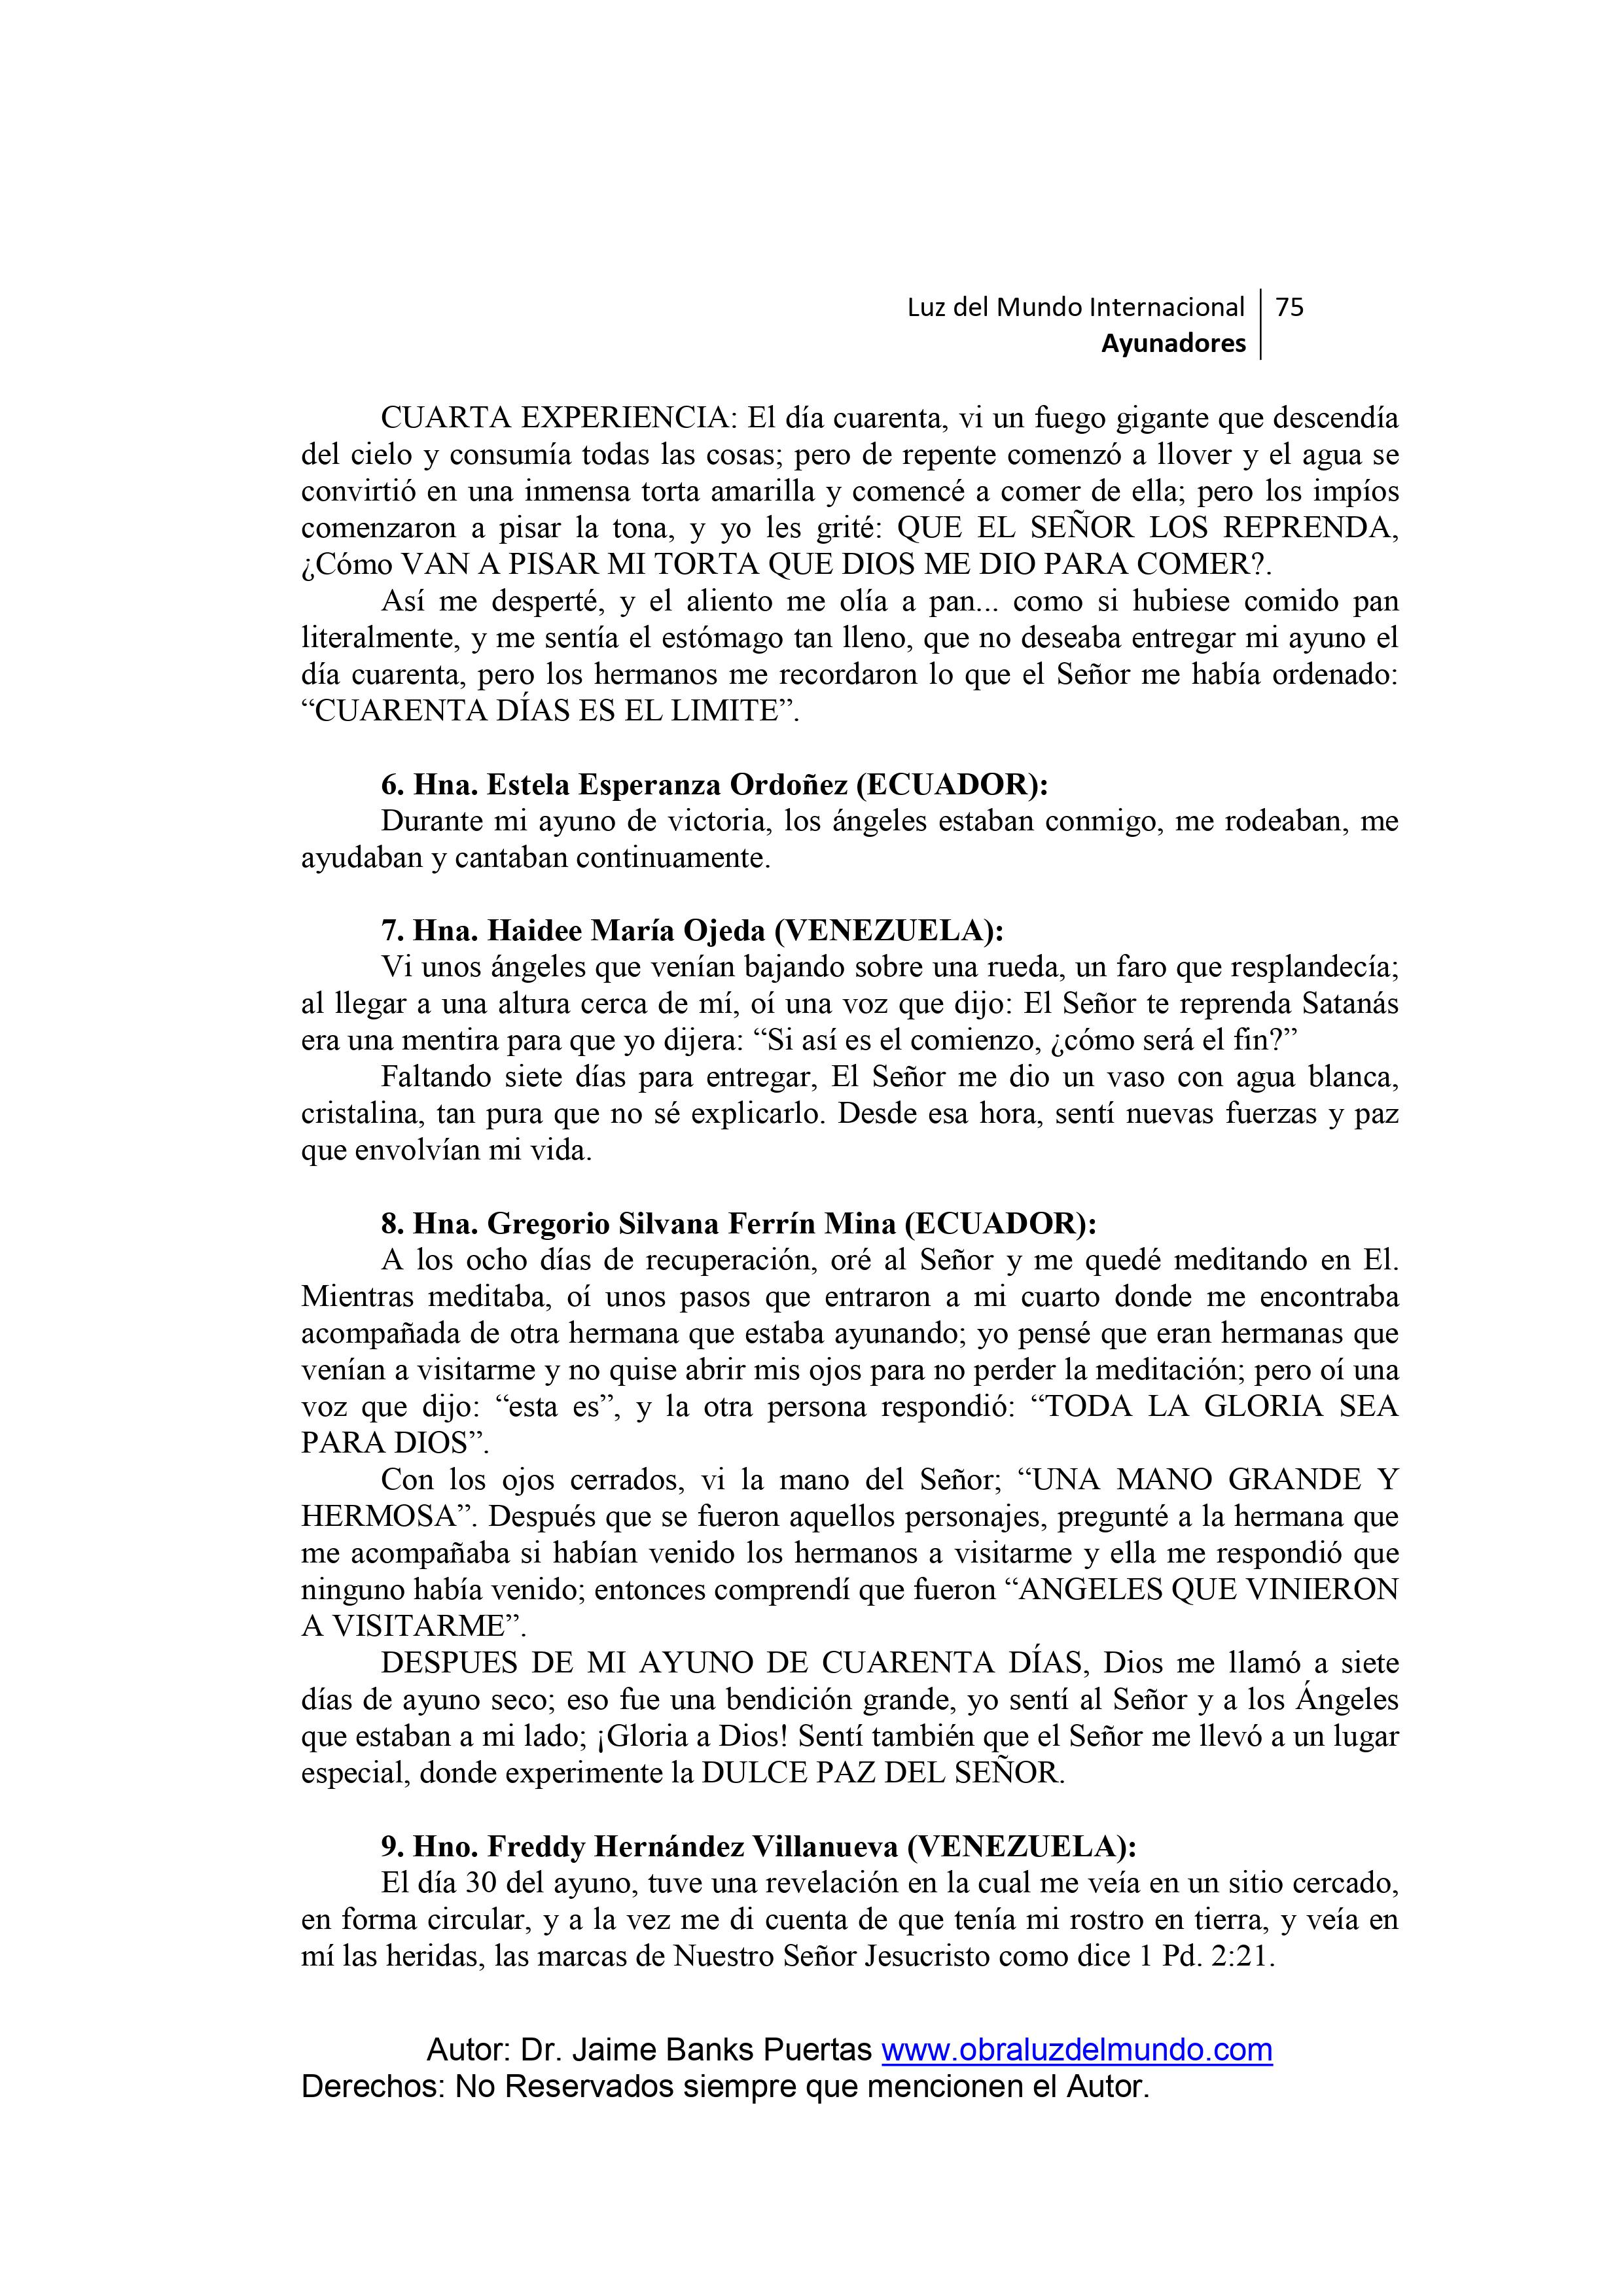 Luz del Mundo Internacional 75
Ayunadores
CUARTA EXPERIENCIA: El día cuarenta, vi un fuego gigante que descendía
del cielo y consumía todas las cosas; pero de repente comenzó a llover y el agua se
convirtió en una inmensa torta amarilla y comencé a comer de ella; pero los impíos
comenzaron a pisar la tona, y yo les grité: QUE EL SEÑOR LOS REPRENDA,
¿Cómo VAN A PISAR MI TORTA QUE DIOS ME DIO PARA COMER?.
Así me desperté, y el aliento me olía a pan... como si hubiese comido pan
literalmente, y me sentía el estómago tan lleno, que no deseaba entregar mi ayuno el
día cuarenta, pero los hermanos me recordaron lo que el Señor me había ordenado:
“CUARENTA DÍAS ES EL LIMITE”.
6. Hna. Estela Esperanza Ordoñez (ECUADOR):
Durante mi ayuno de victoria, los ángeles estaban conmigo, me rodeaban, me
ayudaban y cantaban continuamente.
7. Hna. Haidee María Ojeda (VENEZUELA):
Vi unos ángeles que venían bajando sobre una rueda, un faro que resplandecía;
al llegar a una altura cerca de mí, oí una voz que dijo: El Señor te reprenda Satanás
era una mentira para que yo dijera: “Si así es el comienzo, ¿cómo será el fin?”
Faltando siete días para entregar, El Señor me dio un vaso con agua blanca,
cristalina, tan pura que no sé explicarlo. Desde esa hora, sentí nuevas fuerzas y paz
que envolvían mi vida.
8. Hna. Gregorio Silvana Ferrín Mina (ECUADOR):
A los ocho días de recuperación, oré al Señor y me quedé meditando en El.
Mientras meditaba, oí unos pasos que entraron a mi cuarto donde me encontraba
acompañada de otra hermana que estaba ayunando; yo pensé que eran hermanas que
venían a visitarme y no quise abrir mis ojos para no perder la meditación; pero oí una
voz que dijo: “esta es”, y la otra persona respondió: “TODA LA GLORIA SEA
PARA DIOS”.
Con los ojos cerrados, vi la mano del Señor; “UNA MANO GRANDE Y
HERMOSA”. Después que se fueron aquellos personajes, pregunté a la hermana que
me acompañaba si habían venido los hermanos a visitarme y ella me respondió que
ninguno había venido; entonces comprendí que fueron “ANGELES QUE VINIERON
A VISITARME”.
DESPUES DE MI AYUNO DE CUARENTA DÍAS, Dios me llamó a siete
días de ayuno seco; eso fue una bendición grande, yo sentí al Señor y a los Ángeles
que estaban a mi lado; ¡Gloria a Dios! Sentí también que el Señor me llevó a un lugar
especial, donde experimente la DULCE PAZ DEL SEÑOR.
9. Hno. Freddy Hernández Villanueva (VENEZUELA):
El día 30 del ayuno, tuve una revelación en la cual me veía en un sitio cercado,
en forma circular, y a la vez me di cuenta de que tenía mi rostro en tierra, y veía en
mí las heridas, las marcas de Nuestro Señor Jesucristo como dice 1 Pd. 2:21.
Autor: Dr. Jaime Banks Puertas www.obraluzdelmundo.com
Derechos: No Reservados siempre que mencionen el Autor.